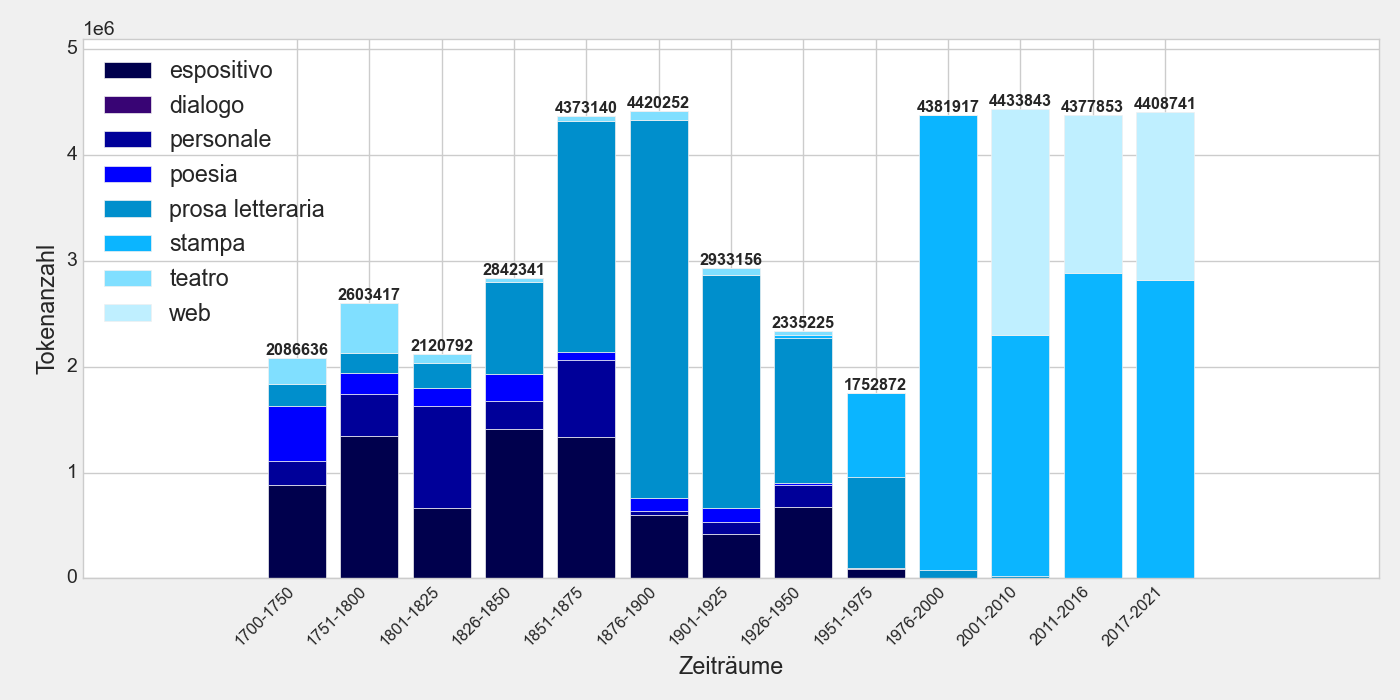 1e6
5
4
3
2
1
0
Tokenanzahl
espositivo
dialogo
personale
poesia
prosa letteraria
stampa
teatro
web
2086636
2603417
2120792
2842341
4373140
4420252
2933156
2335225
1752872
4381917
4433843
4377853
4408741
1700-1750
1751-1800
1801-1825
1826-1850
1851-1875
1876-1900
1901-1925
1926-1950
1951-1975
1976-2000
2001-2010
2011-2016
2017-2021
Zeiträume